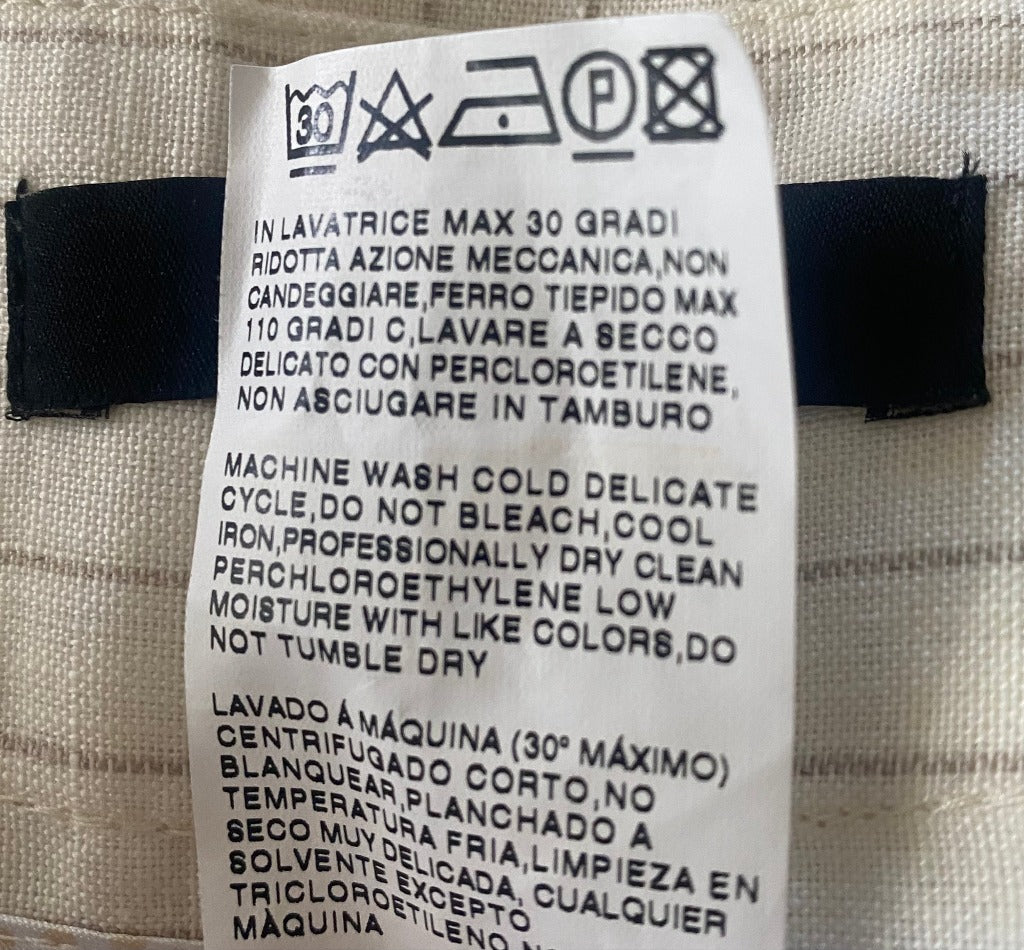 30
P
IN LAVATRICE MAX 30 GRADI
RIDOTTA AZIONE MECCANICA,NON
CANDEGGIARE,FERRO TIEPIDO MAX
110 GRADI C,LAVARE A SECCO
DELICATO CON PERCLOROETILENE,
NON ASCIUGARE IN TAMBURO
MACHINE WASH COLD DELICATE
CYCLE,DO NOT BLEACH,COOL
IRON,PROFESSIONALLY DRY CLEAN
PERCHLOROETHYLENE LOW
MOISTURE WITH LIKE COLORS,DO
NOT TUMBLE DRY
LAVADO Á MÁQUINA (30º MÁXIMO)
CENTRIFUGADO CORTO,NO
BLANQUEAR,PLANCHADO A
TEMPERATURA FRIA,LIMPIEZA EN
SECO MUY DELICADA, CUALQUIER
SOLVENTE EXCEPTO
TRICLOROETILENO
MÀQUINA